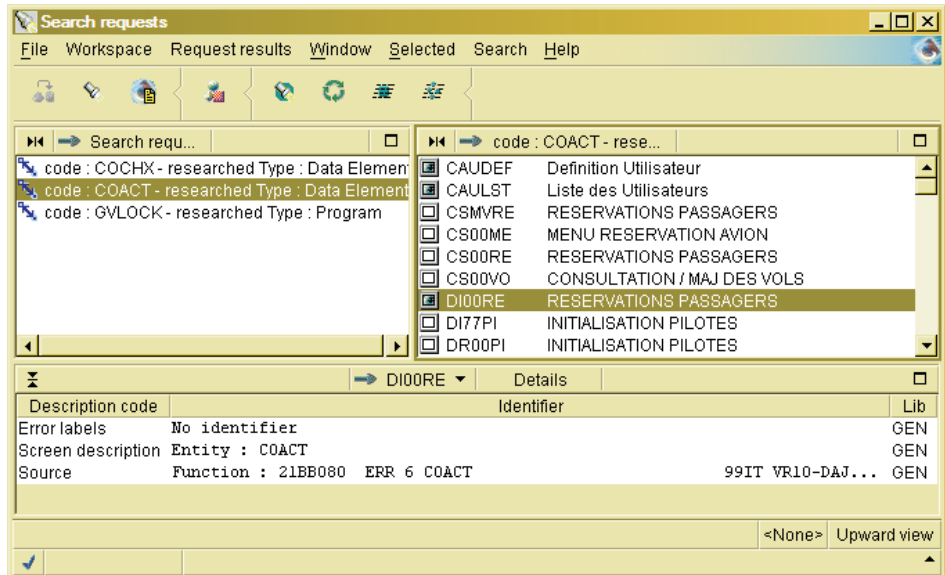 Search requests
File Workspace Request results Window Selected Search Help
Search requ...
code : COCHX - researched Type : Data Elemen
code : COACT - researched Type : Data Element
code : GVLOCK - researched Type : Program
code : COACT - rese...
CAUDEF Definition Utilisateur
CAULST Liste des Utilisateurs
CSMVRE RESERVATIONS PASSAGERS
CS00ME MENU RESERVATION AVION
CS00RE RESERVATIONS PASSAGERS
CS00VO CONSULTATION / MAJ DES VOLS
DI00RE RESERVATIONS PASSAGERS
DI77PI INITIALISATION PILOTES
DR00PI INITIALISATION PILOTES
DI00RE Details
Description code Identifier Lib
Error labels No identifier GEN
Screen description Entity : COACT GEN
Source Function : 21BB080 ERR 6 COACT 99IT VR10-DAJ... GEN
<None> Upward view